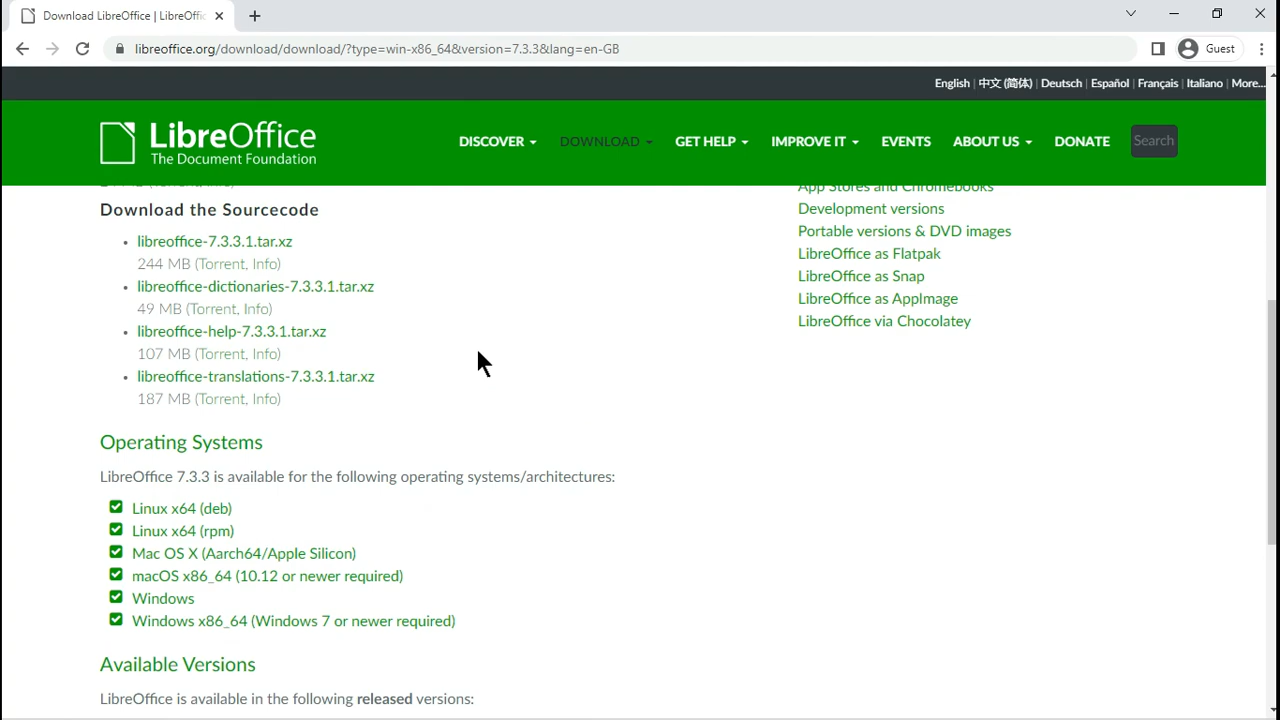 Download LibreOffice | LibreOffic
libreoffice.org/download/download/?type=win-x86_64&version=7.3.3&lang=en-GB
Guest
English | 中文 (简体) | Deutsch | Español | Français | Italiano | More...
LibreOffice
The Document Foundation
DISCOVER
DOWNLOAD
GET HELP
IMPROVE IT
EVENTS
ABOUT US
DONATE
Search
App Stores and Chromebooks
Download the Sourcecode
Development versions
Portable versions & DVD images
libreoffice-7.3.3.1.tar.xz
LibreOffice as Flatpak
244 MB (Torrent, Info)
LibreOffice as Snap
libreoffice-dictionaries-7.3.3.1.tar.xz
LibreOffice as AppImage
49 MB (Torrent, Info)
LibreOffice via Chocolatey
libreoffice-help-7.3.3.1.tar.xz
107 MB (Torrent, Info)
libreoffice-translations-7.3.3.1.tar.xz
187 MB (Torrent, Info)
Operating Systems
LibreOffice 7.3.3 is available for the following operating systems/architectures:
Linux x64 (deb)
Linux x64 (rpm)
Mac OS X (Aarch64/Apple Silicon)
macOS x86_64 (10.12 or newer required)
Windows
Windows x86_64 (Windows 7 or newer required)
Available Versions
LibreOffice is available in the following released versions: